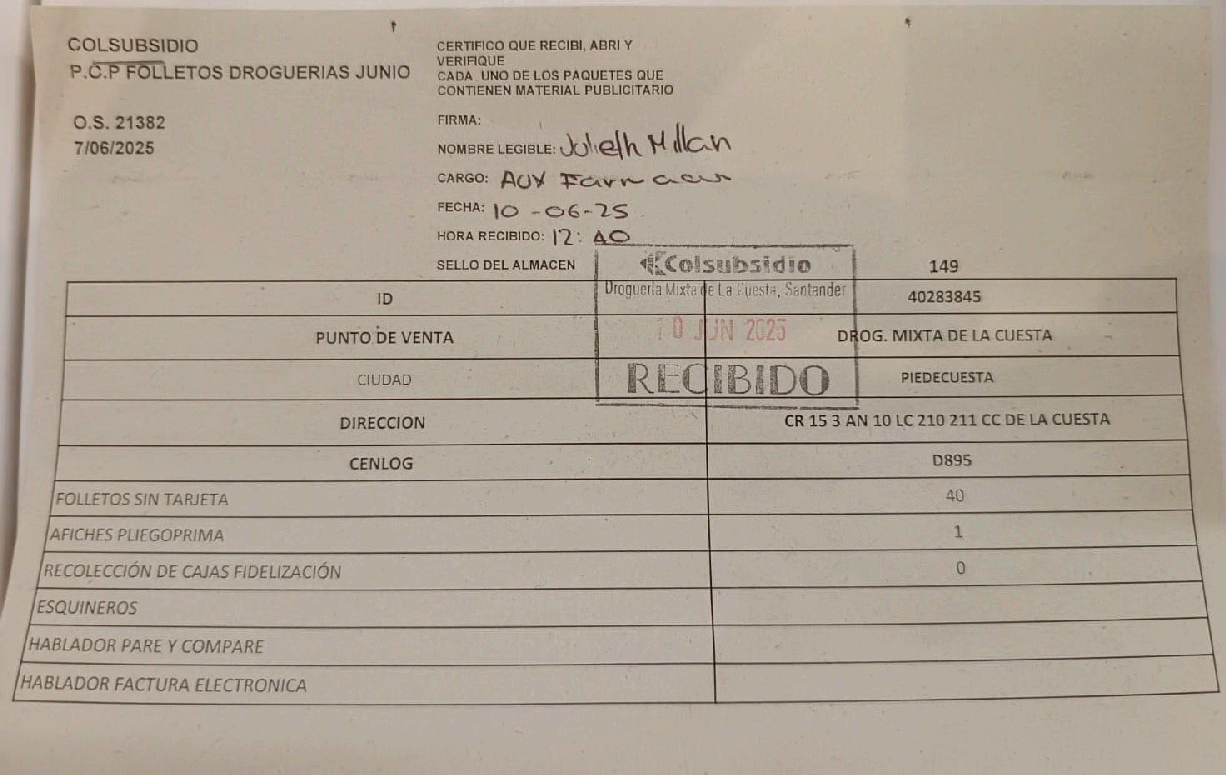 COLSUBSIDIO
P.C.P FOLLETOS DROGUERIAS JUNIO
O.S. 21382
7/06/2025
CERTIFICO QUE RECIBI, ABRI Y
VERIFIQUE
CADA UNO DE LOS PAQUETES QUE
CONTIENEN MATERIAL PUBLICITARIO
FIRMA:
NOMBRE LEGIBLE: Julieth Millan
CARGO: AUX
FECHA: 10-06-25
HORA RECIBIDO: 12:40
SELLO DEL ALMACEN
Colsubsidio
Drogueria Mixta de La Cuesta, Santander
10 JUN 2025
RECIBIDO
149
ID 40283845
PUNTO DE VENTA DROG. MIXTA DE LA CUESTA
CIUDAD PIEDECUESTA
DIRECCION CR 15 3 AN 10 LC 210 211 CC DE LA CUESTA
CENLOG D895
FOLLETOS SIN TARJETA 40
AFICHES PLIEGOPRIMA 1
RECOLECCIÓN DE CAJAS FIDELIZACIÓN 0
ESQUINEROS
HABLADOR PARE Y COMPARE
HABLADOR FACTURA ELECTRONICA